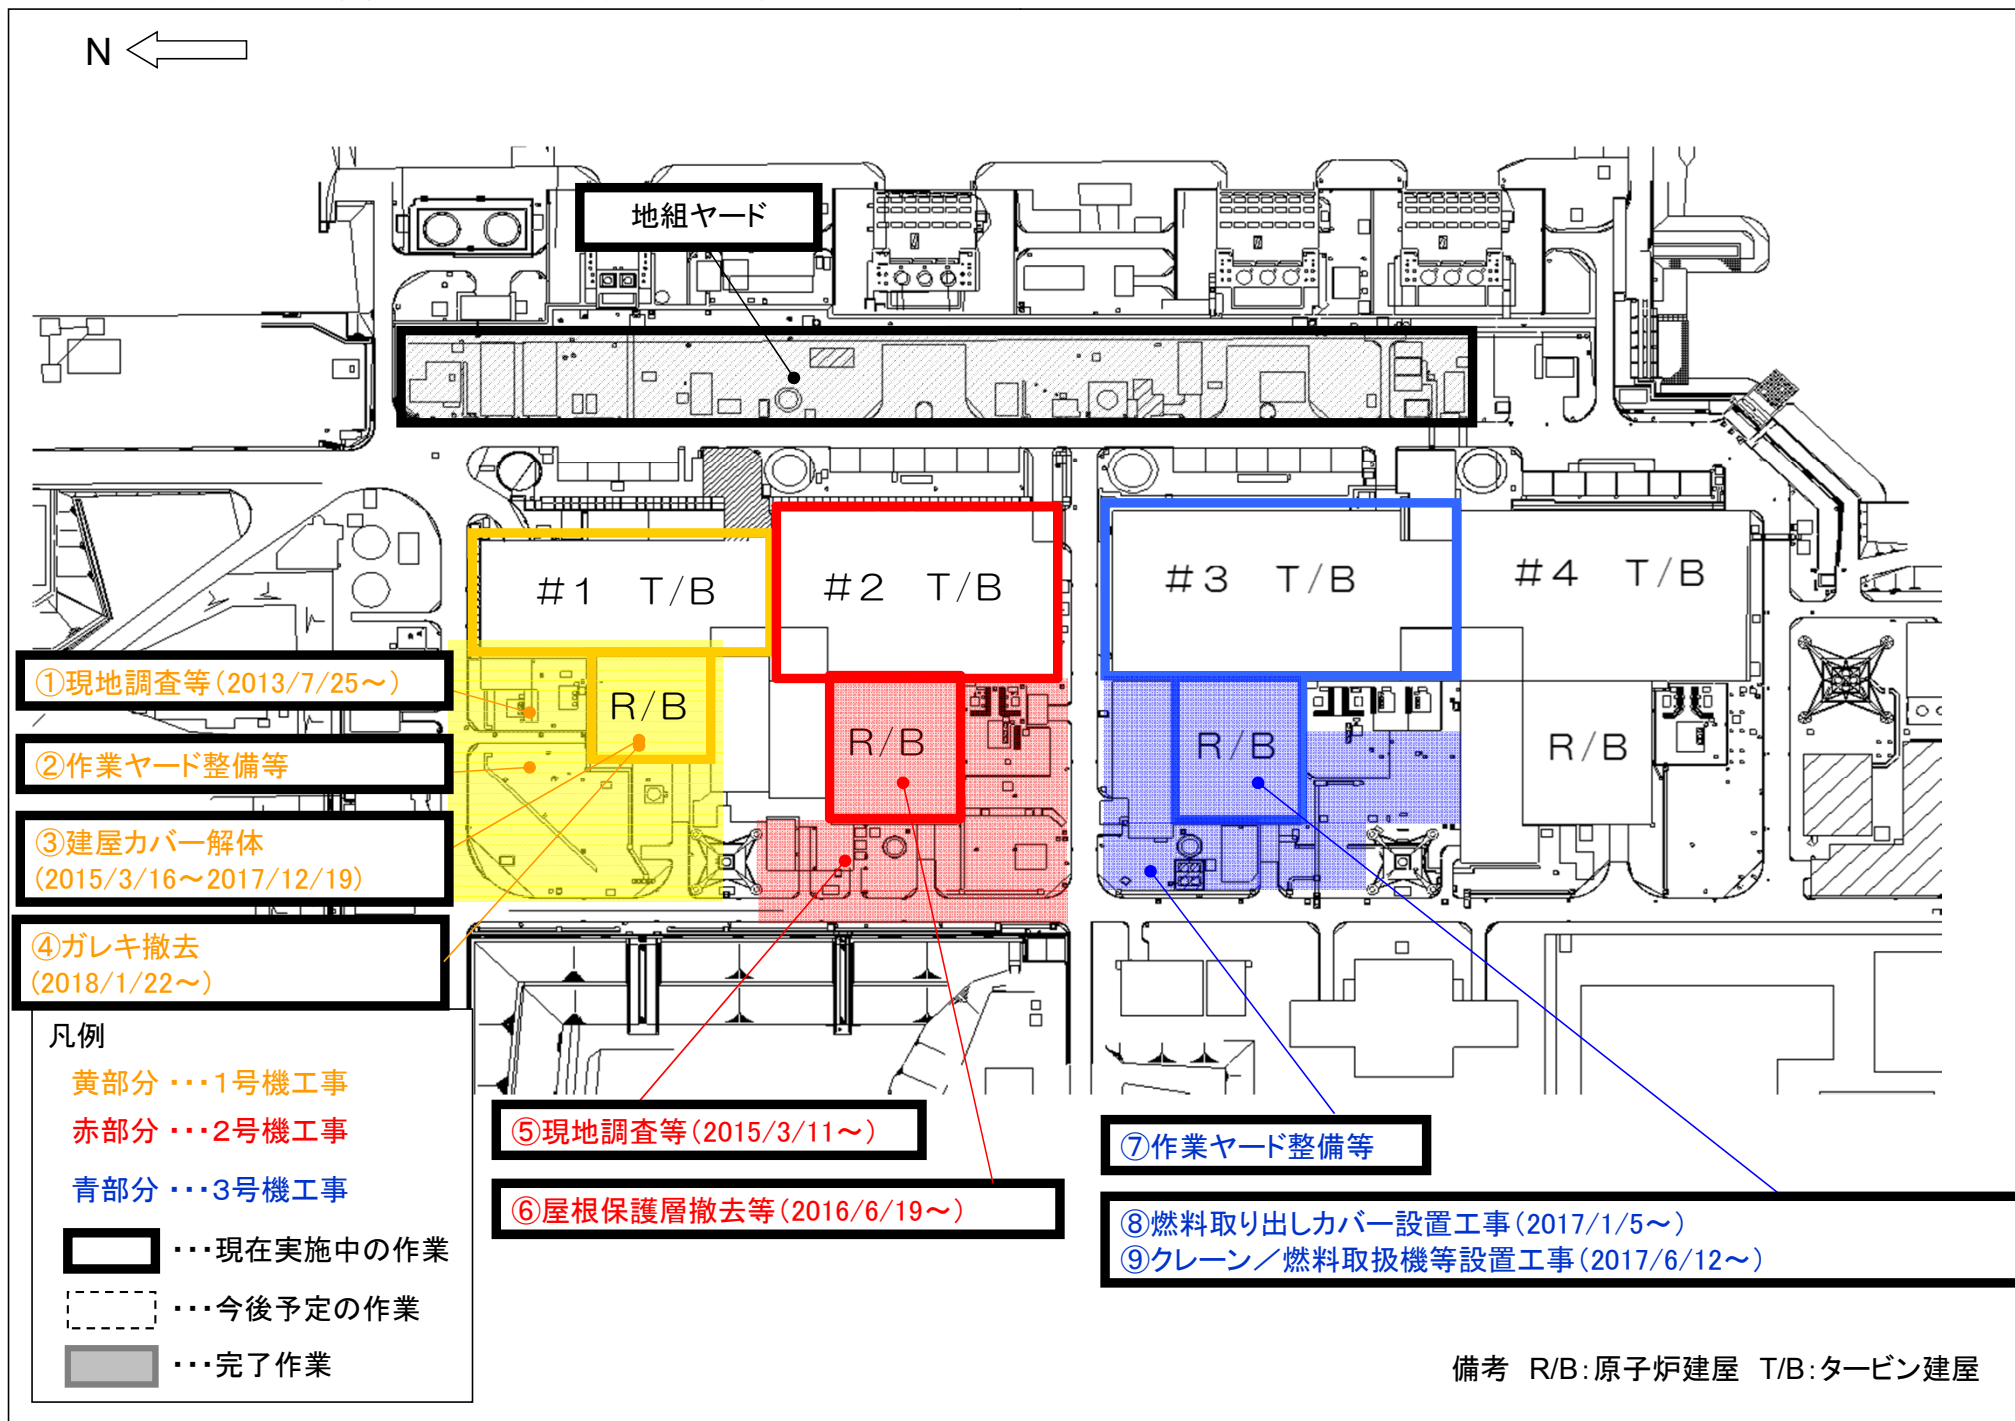 N
地組ヤード
#1 T/B
#2 T/B
#3 T/B
#4 T/B
R/B
R/B
R/B
R/B
①現地調査等(2013/7/25～)
②作業ヤード整備等
③建屋カバー解体
(2015/3/16～2017/12/19)
④ガレキ撤去
(2018/1/22～)
⑤現地調査等(2015/3/11～)
⑥屋根保護層撤去等(2016/6/19～)
⑦作業ヤード整備等
⑧燃料取り出しカバー設置工事(2017/1/5～)
⑨クレーン／燃料取扱機等設置工事(2017/6/12～)
凡例
黄部分 ･･･1号機工事
赤部分 ･･･2号機工事
青部分 ･･･3号機工事
･･･現在実施中の作業
･･･今後予定の作業
･･･完了作業
備考 R/B:原子炉建屋 T/B:タービン建屋